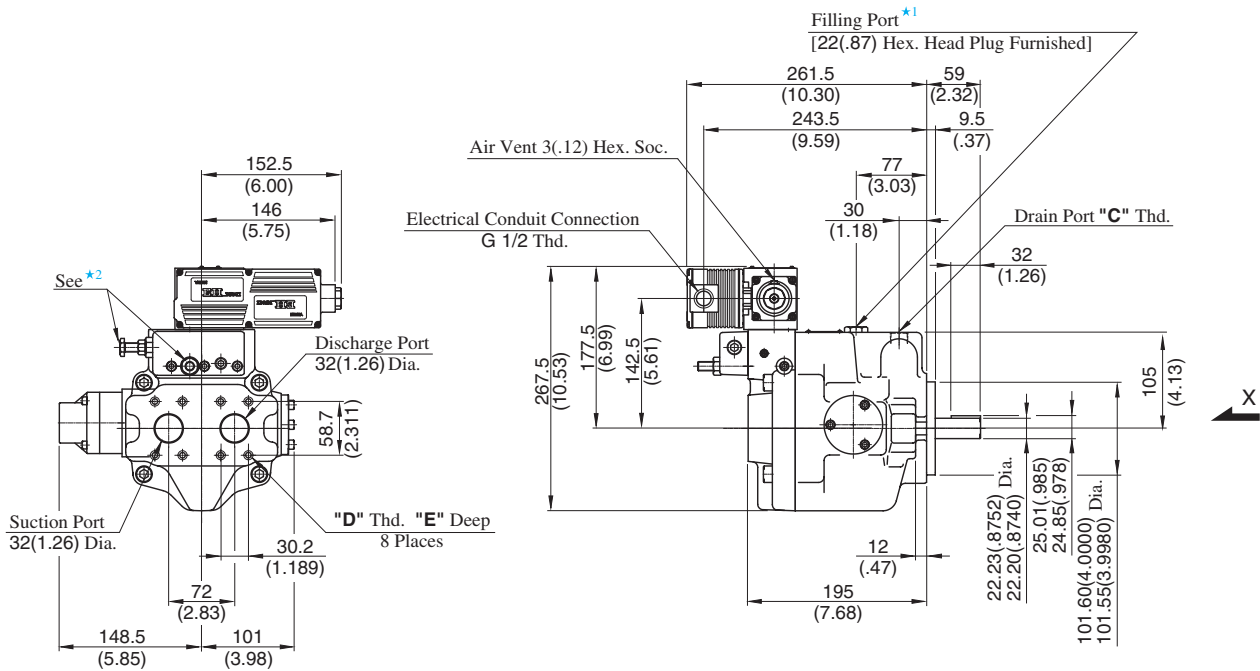 Filling Port★1
[22(.87) Hex. Head Plug Furnished]
261.5
(10.30)
59
(2.32)
243.5
(9.59)
9.5
(.37)
Air Vent 3(.12) Hex. Soc.
77
(3.03)
152.5
(6.00)
146
(5.75)
Electrical Conduit Connection
G 1/2 Thd.
30
(1.18)
Drain Port "C" Thd.
32
(1.26)
See★2
Discharge Port
32(1.26) Dia.
267.5
(10.53)
177.5
(6.99)
142.5
(5.61)
105
(4.13)
X
58.7
(2.311)
Suction Port
32(1.26) Dia.
"D" Thd. "E" Deep
8 Places
30.2
(1.189)
72
(2.83)
148.5
(5.85)
101
(3.98)
12
(.47)
195
(7.68)
22.23(.8752)
22.20(.8740)
Dia.
25.01(.985)
24.85(.978)
101.60(4.0000)
101.55(3.9980)
Dia.